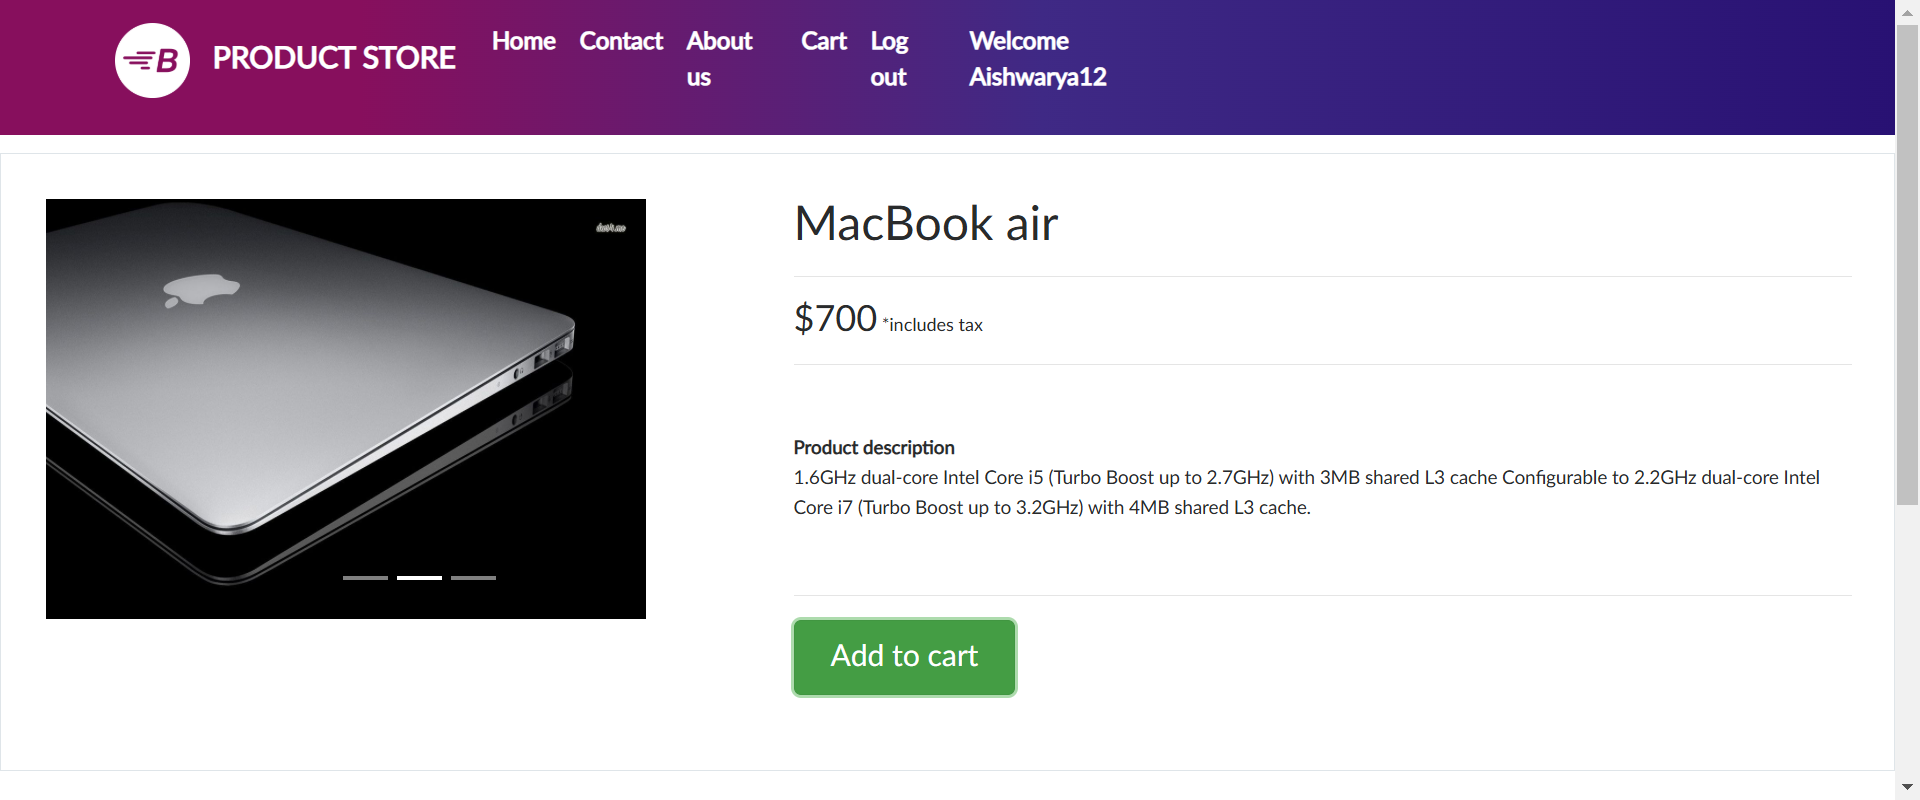 B
PRODUCT STORE
Home
Contact
About
us
Cart
Log
out
Welcome
Aishwarya12
MacBook air
$700 *includes tax
Product description
1.6GHz dual-core Intel Core i5 (Turbo Boost up to 2.7GHz) with 3MB shared L3 cache Configurable to 2.2GHz dual-core Intel
Core i7 (Turbo Boost up to 3.2GHz) with 4MB shared L3 cache.
Add to cart